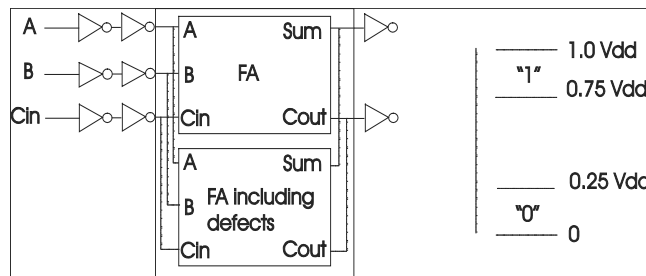 A
B
Cin
A
Sum
FA
B
Cin
Cout
A
Sum
FA including
B
defects
Cin
Cout
1.0 Vdd
"1"
0.75 Vdd
0.25 Vdd
"0"
0